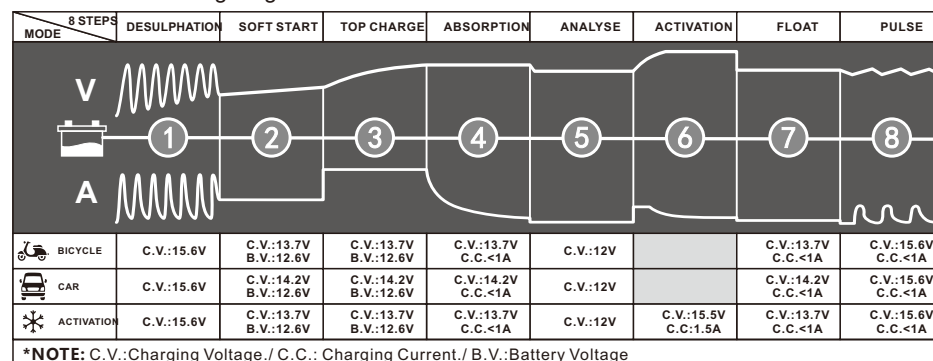 8 STEPS
MODE
DESULPHATION SOFT START TOP CHARGE ABSORPTION ANALYSE ACTIVATION FLOAT PULSE
V
1 2 3 4 5 6 7 8
A
BICYCLE C.V.:15.6V C.V.:13.7V C.V.:13.7V C.V.:13.7V C.V.:12V C.V.:13.7V C.V.:15.6V
B.V.:12.6V B.V.:12.6V C.C.<1A C.C.<1A C.C.<1A
CAR C.V.:15.6V C.V.:14.2V C.V.:14.2V C.V.:14.2V C.V.:12V C.V.:14.2V C.V.:15.6V
B.V.:12.6V B.V.:12.6V C.C.<1A C.C.<1A C.C.<1A
ACTIVATION C.V.:15.6V C.V.:13.7V C.V.:13.7V C.V.:13.7V C.V.:12V C.V.:15.5V C.V.:13.7V C.V.:15.6V
B.V.:12.6V B.V.:12.6V C.C.<1A C.C:1.5A C.C.<1A C.C.<1A
*NOTE: C.V.:Charging Voltage./ C.C.: Charging Current./ B.V.:Battery Voltage